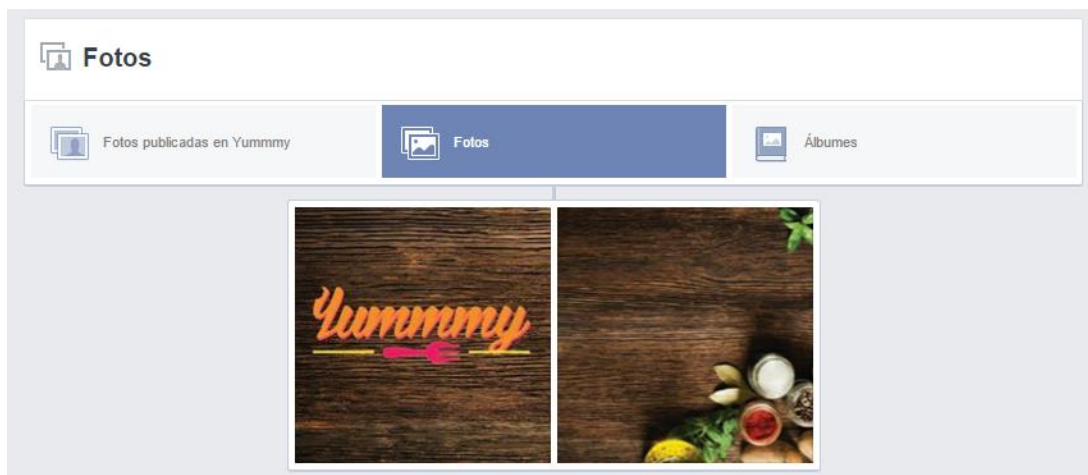 Fotos
Fotos publicadas en Yummmy
Fotos
Álbumes
Yummmy